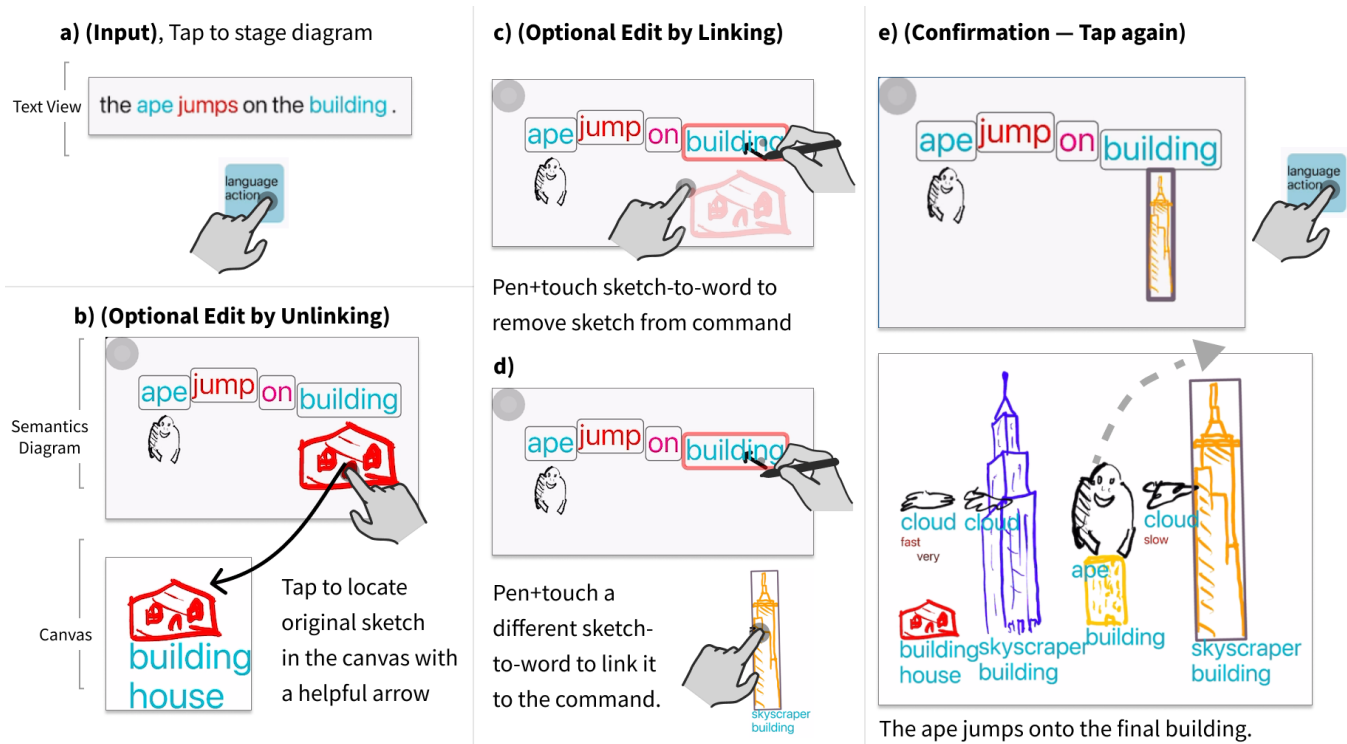 a) (Input), Tap to stage diagram
Text View
the ape jumps on the building .
language
action
b) (Optional Edit by Unlinking)
Semantics
Diagram
ape jump on building
Canvas
building
house
Tap to locate
original sketch
in the canvas with
a helpful arrow
c) (Optional Edit by Linking)
ape jump on building
Pen+touch sketch-to-word to
remove sketch from command
d)
ape jump on building
Pen+touch a
different sketch-
to-word to link it
to the command.
skyscraper
building
e) (Confirmation — Tap again)
ape jump on building
language
action
cloud cloud cloud
fast slow
very
ape
building
building skyscraper skyscraper
house building building
The ape jumps onto the final building.